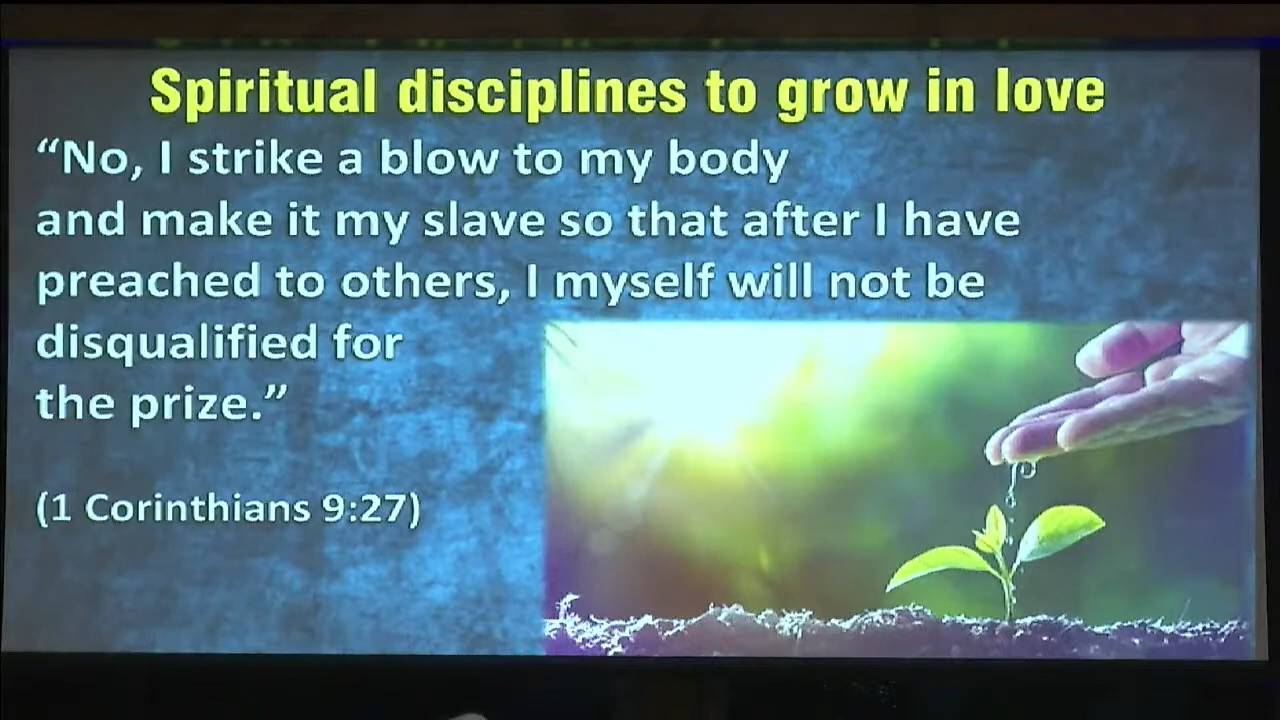 Spiritual disciplines to grow in love
“No, I strike a blow to my body
and make it my slave so that after I have
preached to others, I myself will not be
disqualified for
the prize.”
(1 Corinthians 9:27)